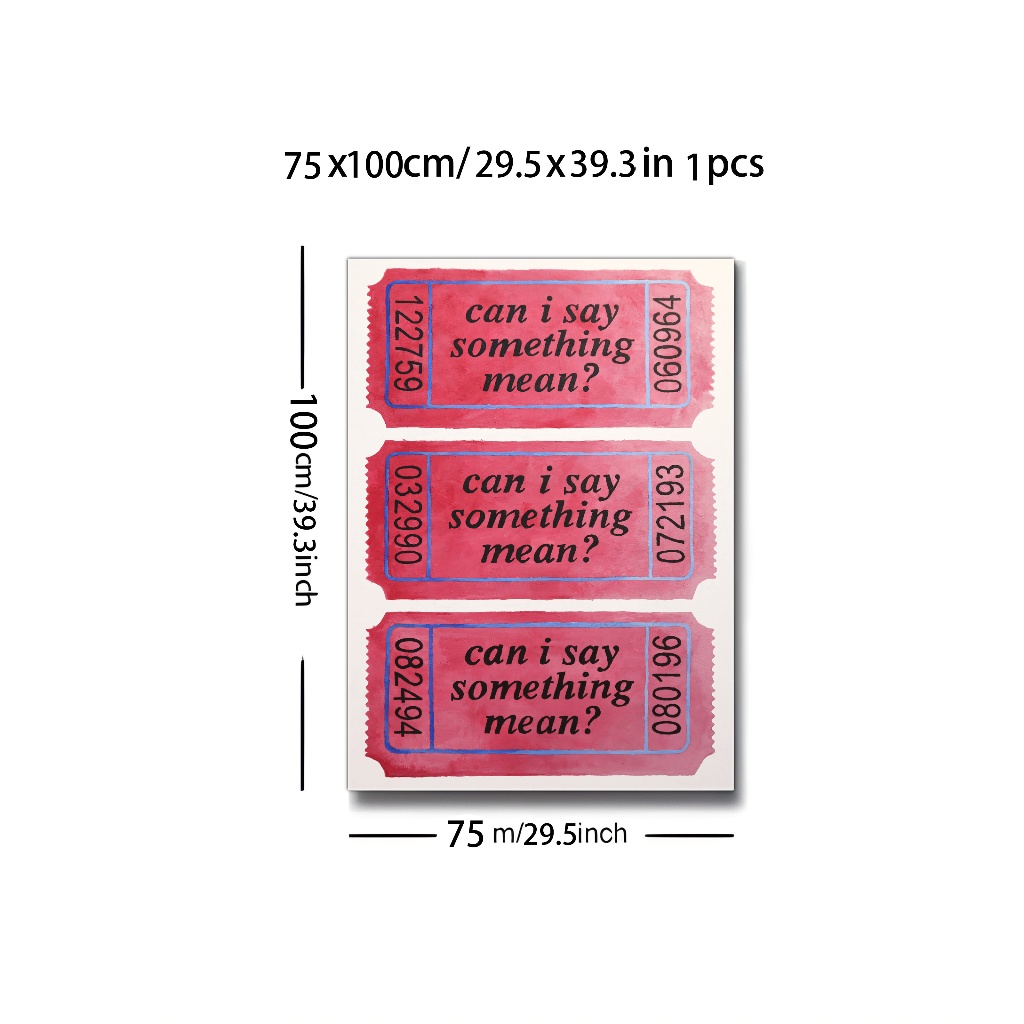 75x100cm/ 29.5x39.3in 1pcs
100cm/39.3inch
122759
can i say
something
mean?
060964
032990
can i say
something
mean?
072193
082494
can i say
something
mean?
080196
75 m/29.5inch